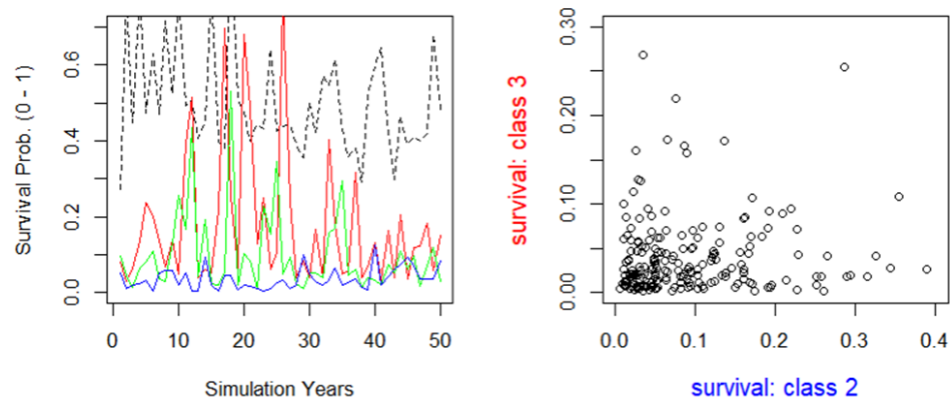 Survival Prob. (0 - 1)
0.6
0.4
0.2
0.0
0 10 20 30 40 50
Simulation Years
survival: class 3
0.30
0.20
0.10
0.00
0.0 0.1 0.2 0.3 0.4
survival: class 2